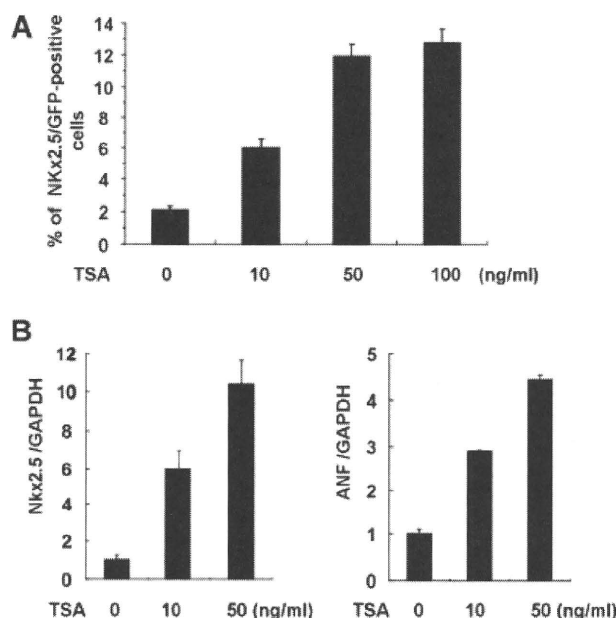 A
% of NKx2.5/GFP-positive
cells
14
12
10
8
6
4
2
0
TSA 0 10 50 100 (ng/ml)
B
Nkx2.5 /GAPDH
12
10
8
6
4
2
0
TSA 0 10 50 (ng/ml)
ANF /GAPDH
5
4
3
2
1
0
TSA 0 10 50 (ng/ml)